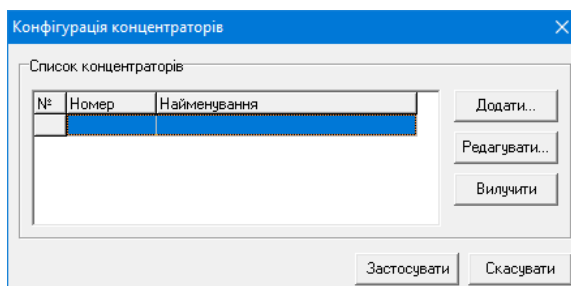 Конфігурація концентраторів
Список концентраторів
№ Номер Найменування
Додати...
Редагувати...
Вилучити
Застосувати Скасувати